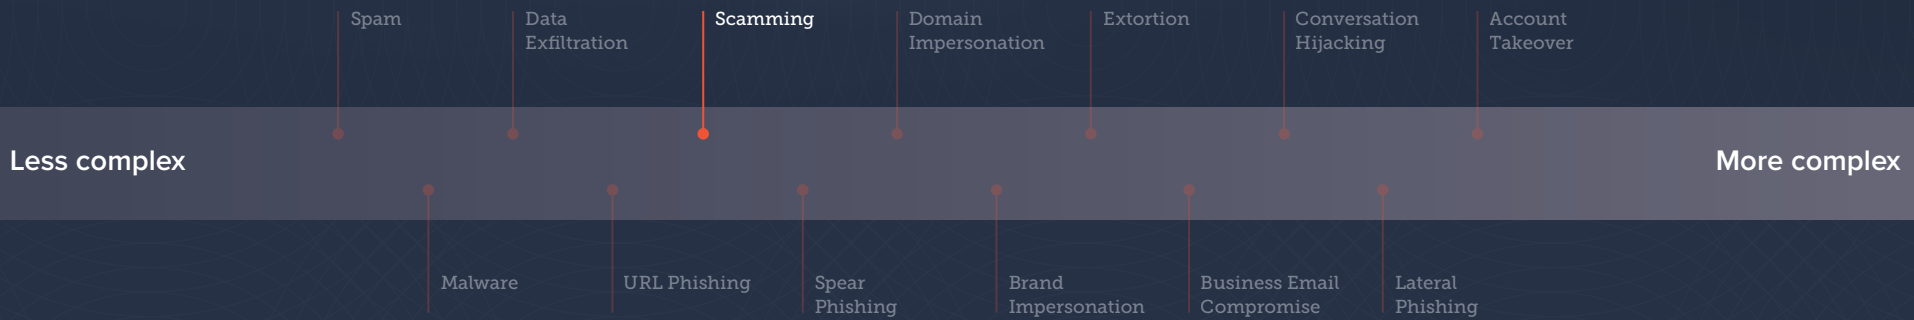 Spam
Data
Exfiltration
Scamming
Domain
Impersonation
Extortion
Conversation
Hijacking
Account
Takeover
Less complex
More complex
Malware
URL Phishing
Spear
Phishing
Brand
Impersonation
Business Email
Compromise
Lateral
Phishing